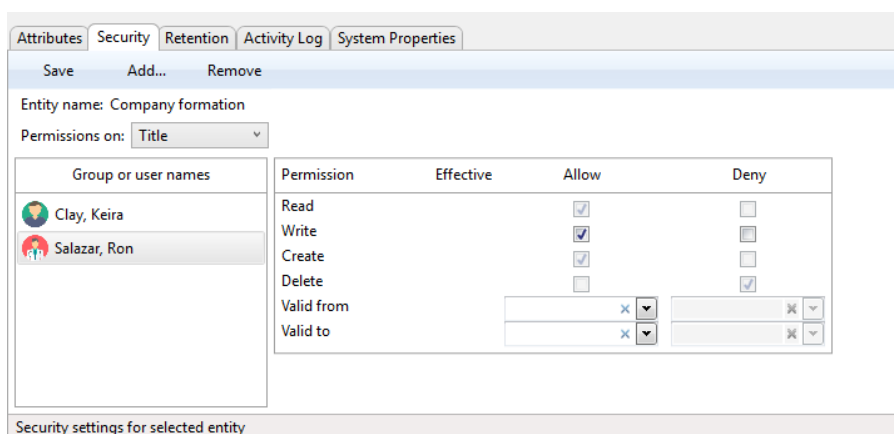 Attributes Security Retention Activity Log System Properties
Save Add... Remove
Entity name: Company formation
Permissions on: Title
Group or user names
Clay, Keira
Salazar, Ron
Permission Effective Allow Deny
Read
Write
Create
Delete
Valid from
Valid to
Security settings for selected entity